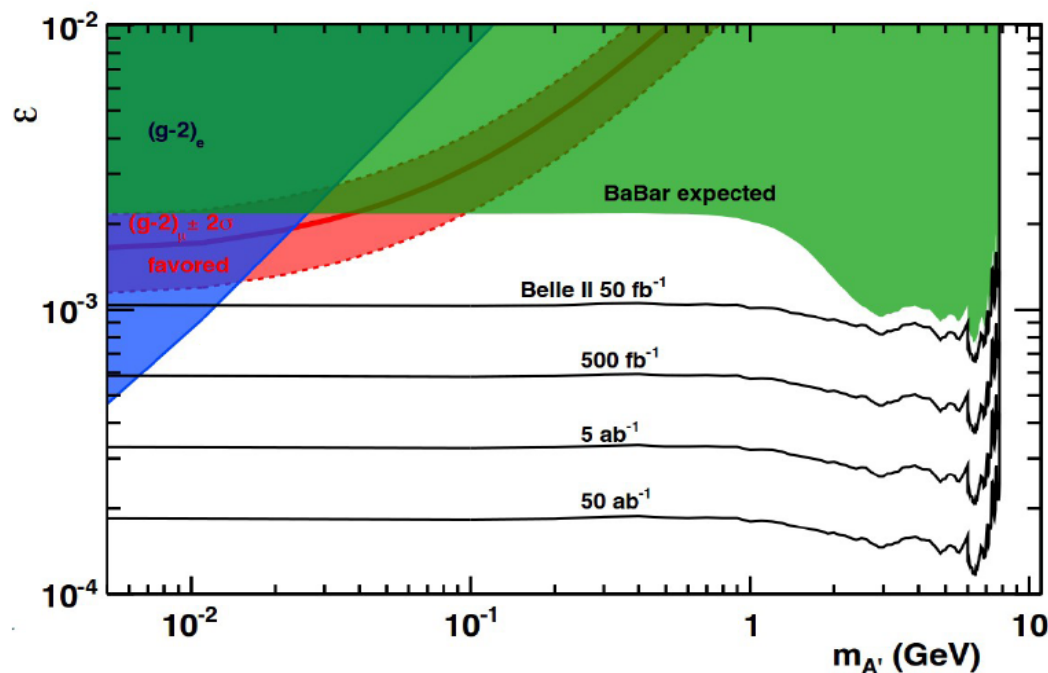 10⁻²
ε
(g-2)ₑ
BaBar expected
(g-2)μ ± 2σ
favored
Belle II 50 fb⁻¹
10⁻³
500 fb⁻¹
5 ab⁻¹
50 ab⁻¹
10⁻⁴
10⁻²
10⁻¹
1
10
m_A' (GeV)